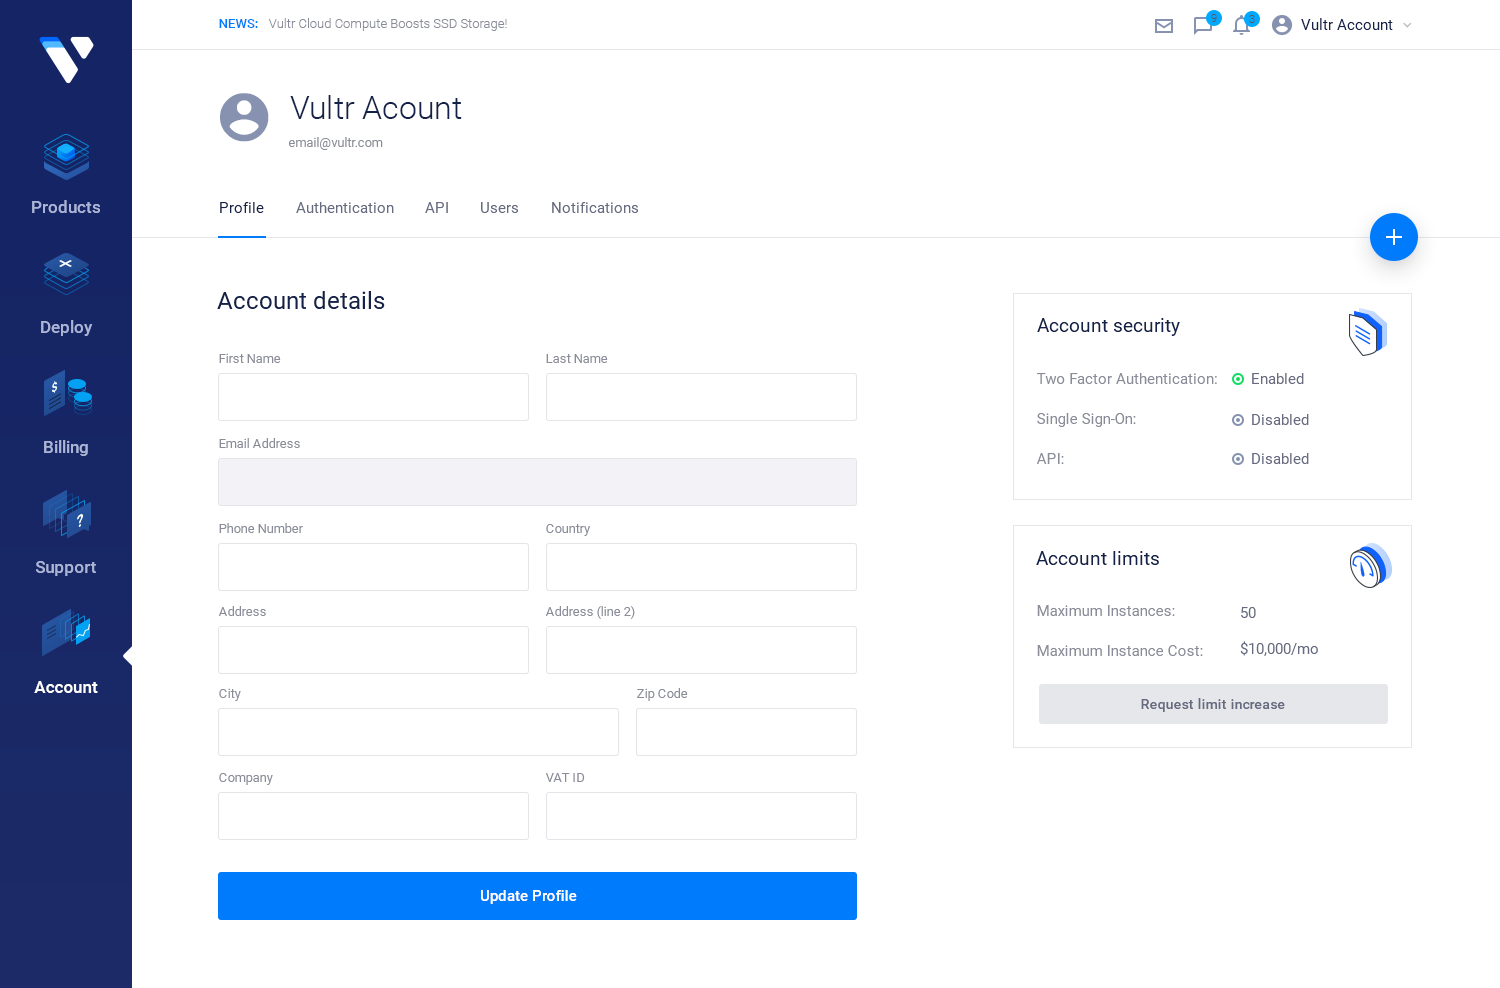 NEWS: Vultr Cloud Compute Boosts SSD Storage!
9
3
Vultr Account
Vultr Acount
email@vultr.com
Products
Deploy
$
Billing
?
Support
Account
Profile Authentication API Users Notifications
+
Account details
First Name Last Name
Email Address
Phone Number Country
Address Address (line 2)
City Zip Code
Company VAT ID
Update Profile
Account security
Two Factor Authentication: Enabled
Single Sign-On: Disabled
API: Disabled
Account limits
Maximum Instances: 50
Maximum Instance Cost: $10,000/mo
Request limit increase